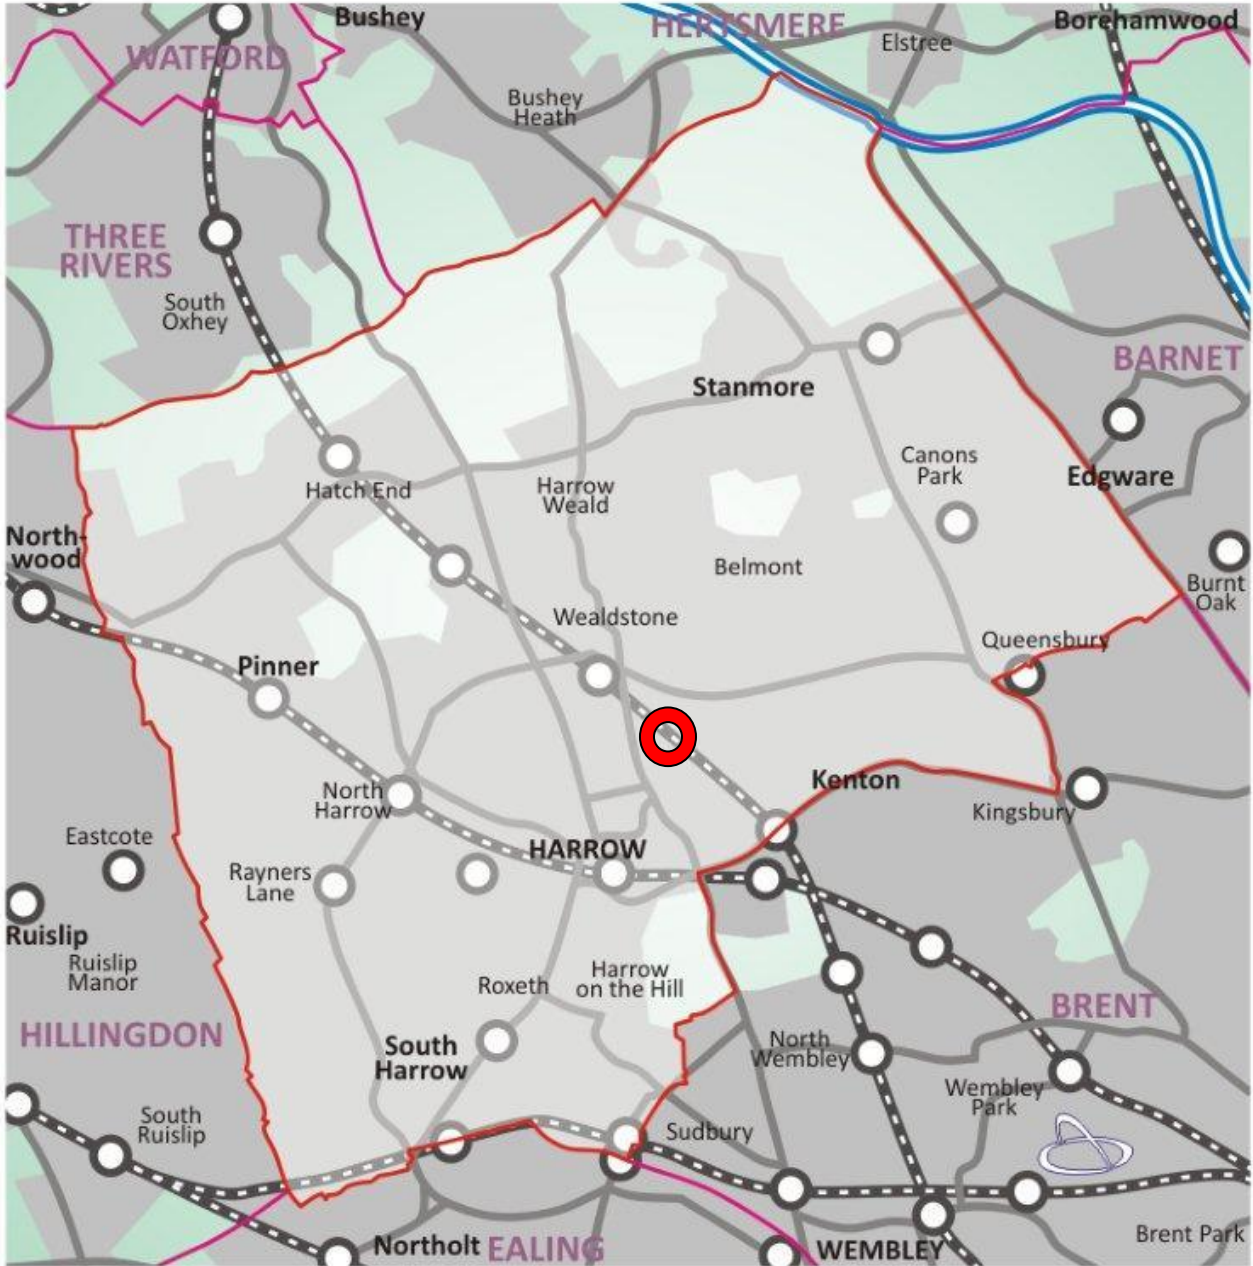 Bushey
HERTSMERE
Borehamwood
Elstree
WATFORD
Bushey
Heath
THREE
RIVERS
South
Oxhey
BARNET
Stanmore
Canons
Park
Edgware
Hatch End
Harrow
Weald
North-
wood
Belmont
Burnt
Oak
Wealdstone
Queensbury
Pinner
Kenton
North
Harrow
Kingsbury
Eastcote
HARROW
Rayners
Lane
Ruislip
Ruislip
Manor
Roxeth
Harrow
on the Hill
BRENT
HILLINGDON
South
Harrow
North
Wembley
Wembley
Park
South
Ruislip
Sudbury
Brent Park
Northolt
EALING
WEMBLEY